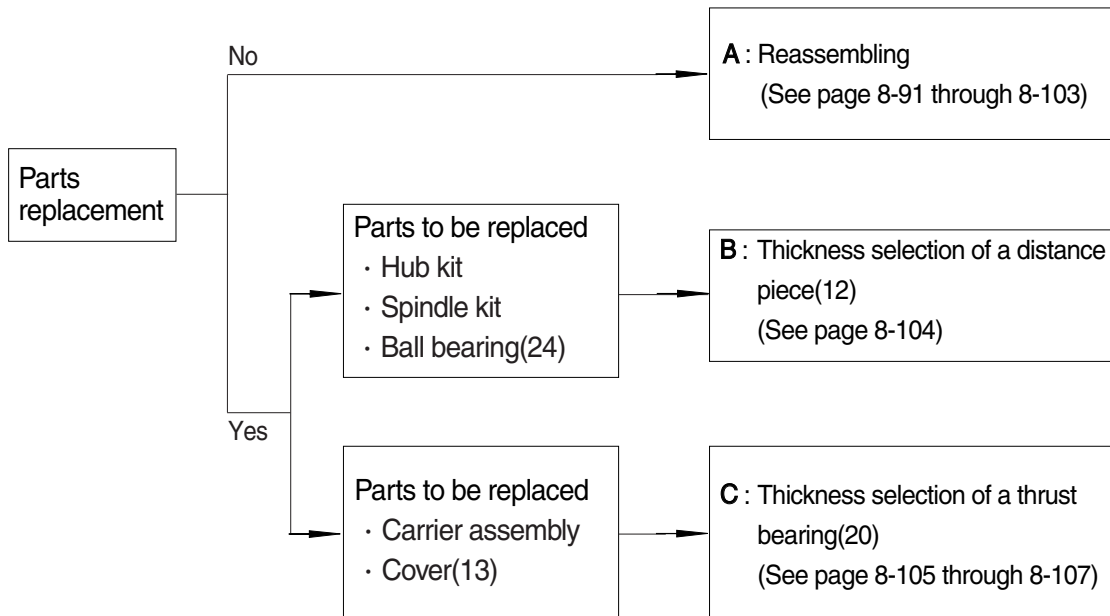 No
A : Reassembling
(See page 8-91 through 8-103)
Parts
replacement
Parts to be replaced
· Hub kit
· Spindle kit
· Ball bearing(24)
B : Thickness selection of a distance
piece(12)
(See page 8-104)
Yes
Parts to be replaced
· Carrier assembly
· Cover(13)
C : Thickness selection of a thrust
bearing(20)
(See page 8-105 through 8-107)